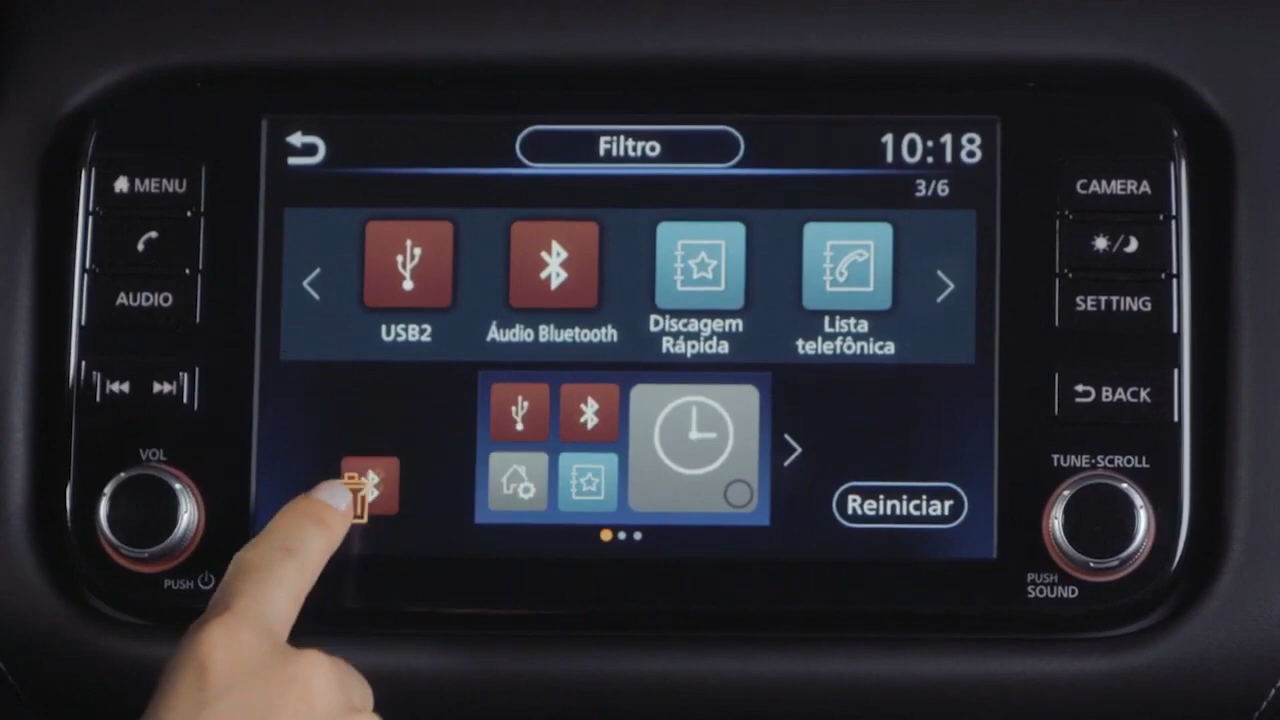 Filtro
10:18
3/6
MENU
AUDIO
VOL
PUSH
USB2
Áudio Bluetooth
Discagem
Rápida
Lista
telefônica
Reiniciar
CAMERA
SETTING
BACK
TUNE·SCROLL
PUSH
SOUND